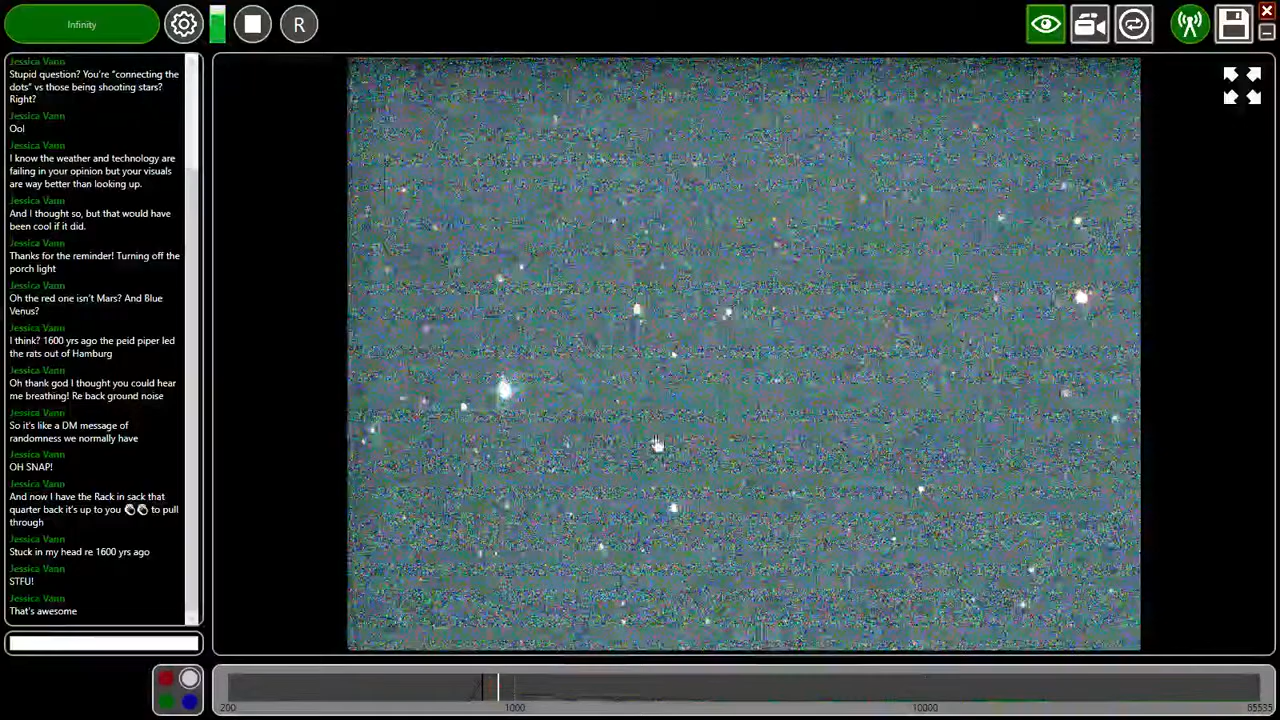 Infinity
R
Jessica Vann
Stupid question? You're "connecting the
dots" vs those being shooting stars?
Right?
Jessica Vann
Ool
Jessica Vann
I know the weather and technology are
failing in your opinion but your visuals
are way better than looking up.
Jessica Vann
And I thought so, but that would have
been cool if it did.
Jessica Vann
Thanks for the reminder! Turning off the
porch light
Jessica Vann
Oh the red one isn't Mars? And Blue
Venus?
Jessica Vann
I think? 1600 yrs ago the peid piper led
the rats out of Hamburg
Jessica Vann
Oh thank god I thought you could hear
me breathing! Re back ground noise
Jessica Vann
So it's like a DM message of
randomness we normally have
Jessica Vann
OH SNAP!
Jessica Vann
And now I have the Rack in sack that
quarter back it's up to you 👏👏 to pull
through
Jessica Vann
Stuck in my head re 1600 yrs ago
Jessica Vann
STFU!
Jessica Vann
That's awesome
200 1000 10000 65535